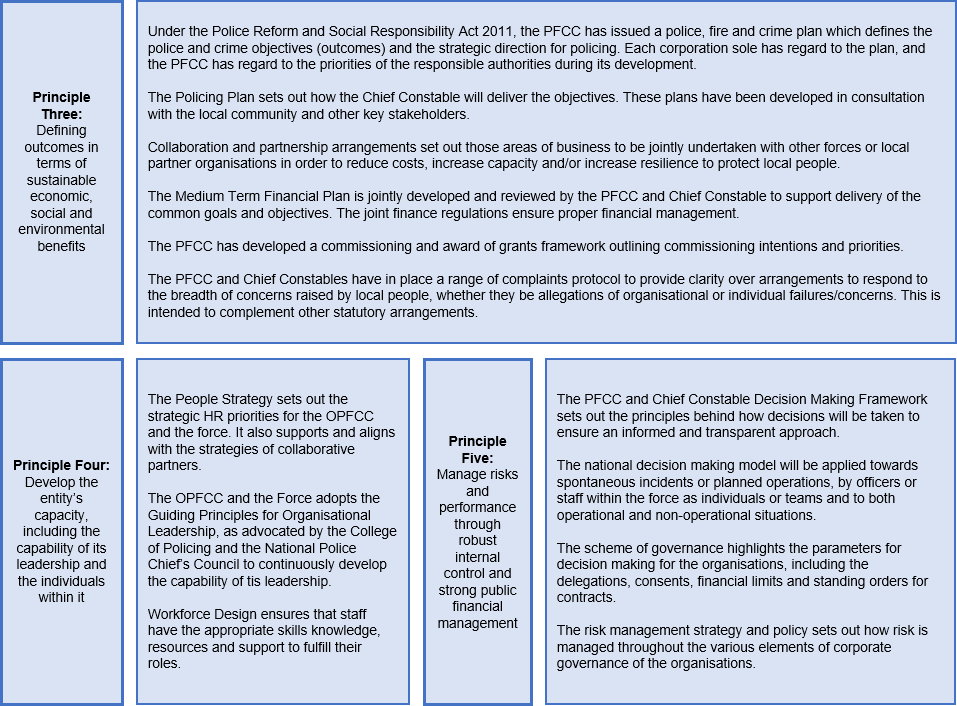 Principle
Three:
Defining
outcomes in
terms of
sustainable
economic,
social and
environmental
benefits
Under the Police Reform and Social Responsibility Act 2011, the PFCC has issued a police, fire and crime plan which defines the
police and crime objectives (outcomes) and the strategic direction for policing. Each corporation sole has regard to the plan, and
the PFCC has regard to the priorities of the responsible authorities during its development.
The Policing Plan sets out how the Chief Constable will deliver the objectives. These plans have been developed in consultation
with the local community and other key stakeholders.
Collaboration and partnership arrangements set out those areas of business to be jointly undertaken with other forces or local
partner organisations in order to reduce costs, increase capacity and/or increase resilience to protect local people.
The Medium Term Financial Plan is jointly developed and reviewed by the PFCC and Chief Constable to support delivery of the
common goals and objectives. The joint finance regulations ensure proper financial management.
The PFCC has developed a commissioning and award of grants framework outlining commissioning intentions and priorities.
The PFCC and Chief Constables have in place a range of complaints protocol to provide clarity over arrangements to respond to
the breadth of concerns raised by local people, whether they be allegations of organisational or individual failures/concerns. This is
intended to complement other statutory arrangements.
Principle Four:
Develop the
entity's
capacity,
including the
capability of its
leadership and
the individuals
within it
The People Strategy sets out the
strategic HR priorities for the OPFCC
and the force. It also supports and aligns
with the strategies of collaborative
partners.
The OPFCC and the Force adopts the
Guiding Principles for Organisational
Leadership, as advocated by the College
of Policing and the National Police
Chief's Council to continuously develop
the capability of tis leadership.
Workforce Design ensures that staff
have the appropriate skills knowledge,
resources and support to fulfill their
roles.
Principle
Five:
Manage risks
and
performance
through
robust
internal
control and
strong public
financial
management
The PFCC and Chief Constable Decision Making Framework
sets out the principles behind how decisions will be taken to
ensure an informed and transparent approach.
The national decision making model will be applied towards
spontaneous incidents or planned operations, by officers or
staff within the force as individuals or teams and to both
operational and non-operational situations.
The scheme of governance highlights the parameters for
decision making for the organisations, including the
delegations, consents, financial limits and standing orders for
contracts.
The risk management strategy and policy sets out how risk is
managed throughout the various elements of corporate
governance of the organisations.